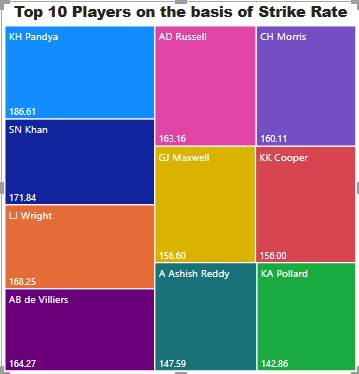 Top 10 Players on the basis of Strike Rate
KH Pandya
186.61
SN Khan
171.84
LJ Wright
168.25
AB de Villiers
164.27
AD Russell
163.16
GJ Maxwell
156.60
A Ashish Reddy
147.59
CH Morris
160.11
KK Cooper
156.00
KA Pollard
142.86